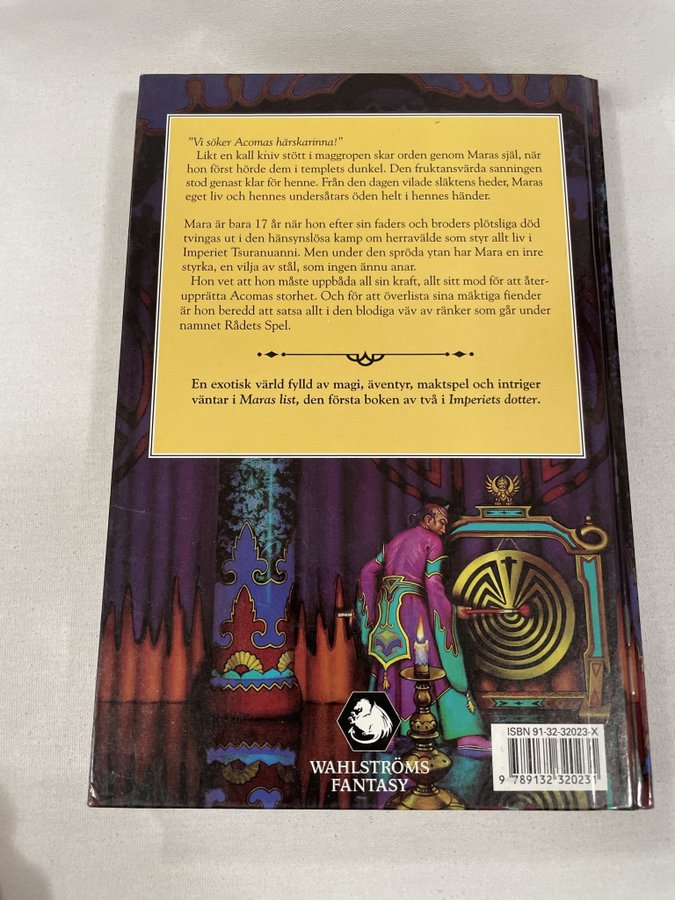 "Vi söker Acomas härskarinna!"
Likt en kall kniv stött i maggropen skar orden genom Maras själ, när
hon först hörde dem i templets dunkel. Den fruktansvärda sanningen
stod genast klar för henne. Från den dagen vilade släktens heder, Maras
eget liv och hennes undersåtars öden helt i hennes händer.
Mara är bara 17 år när hon efter sin faders och broders plötsliga död
tvingas ut i den hänsynslösa kamp om herravälde som styr allt liv i
Imperiet Tsuranuanni. Men under den spröda ytan har Mara en inre
styrka, en vilja av stål, som ingen ännu anar.
Hon vet att hon måste uppbåda all sin kraft, allt sitt mod för att åter-
upprätta Acomas storhet. Och för att överlista sina mäktiga fiender
är hon beredd att satsa allt i den blodiga väv av ränker som går under
namnet Rådets Spel.
En exotisk värld fylld av magi, äventyr, maktspel och intriger
väntar i Maras list, den första boken av två i Imperiets dotter.
WAHLSTRÖMS
FANTASY
ISBN 91-32-32023-X
9 789132 320231